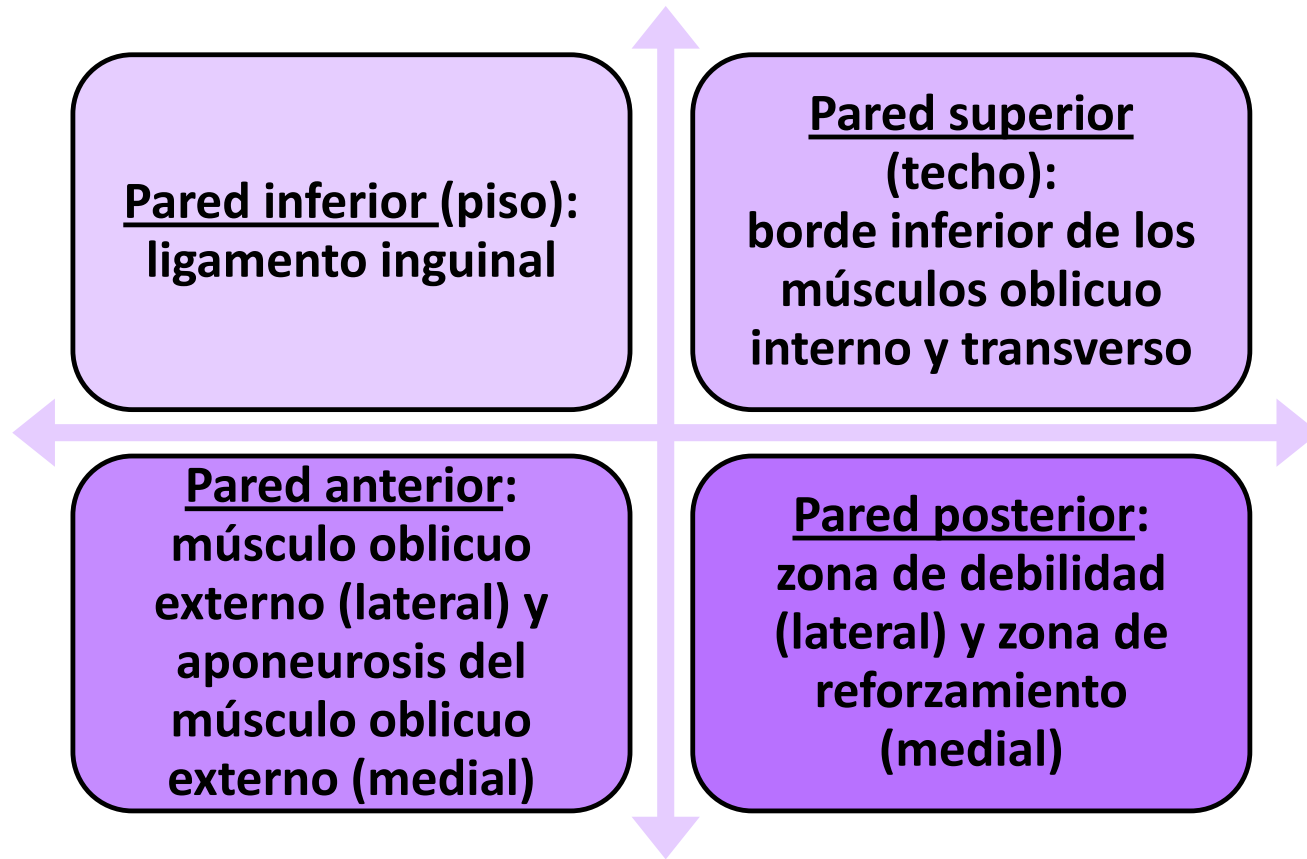 Pared inferior (piso):
ligamento inguinal
Pared superior
(techo):
borde inferior de los
músculos oblicuo
interno y transverso
Pared anterior:
músculo oblicuo
externo (lateral) y
aponeurosis del
músculo oblicuo
externo (medial)
Pared posterior:
zona de debilidad
(lateral) y zona de
reforzamiento
(medial)